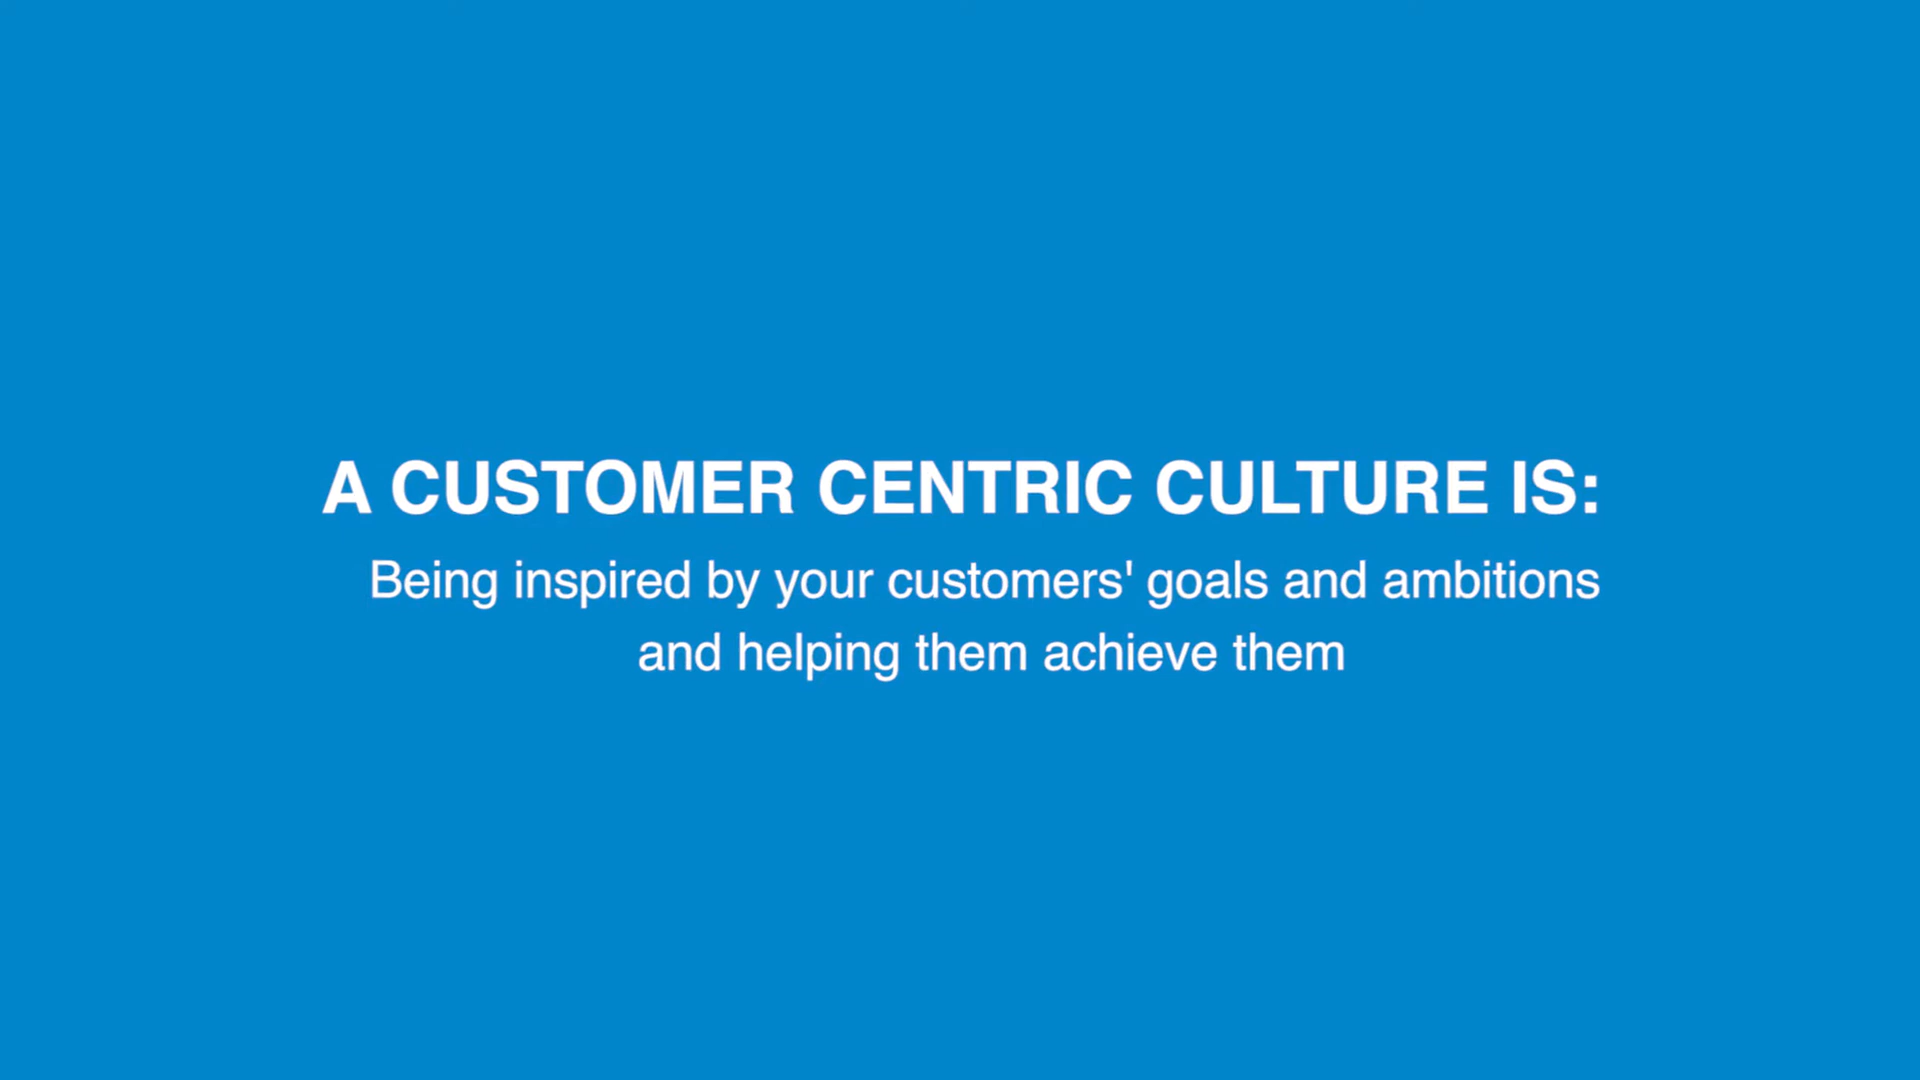 A CUSTOMER CENTRIC CULTURE IS:
Being inspired by your customers' goals and ambitions
and helping them achieve them